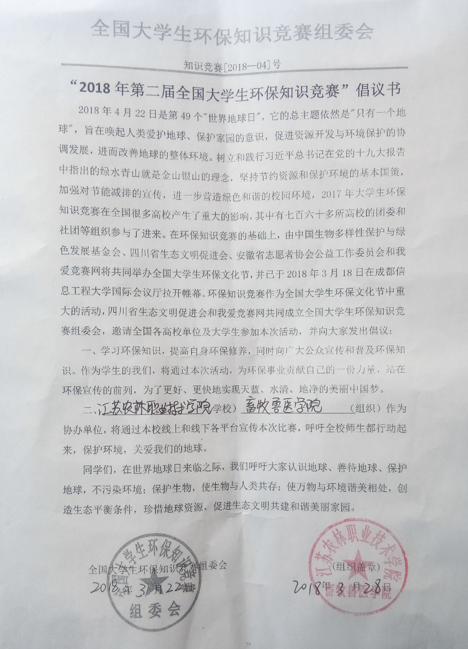 全国大学生环保知识竞赛组委会
知识竞赛[2018—04]号
“2018 年第二届全国大学生环保知识竞赛”倡议书
2018 年 4 月 22 日是第 49 个"世界地球日"，它的总主题依然是"只有一个地
球"，旨在唤起人类爱护地球、保护家园的意识，促进资源开发与环境保护的协
调发展，进而改善地球的整体环境。树立和践行习近平总书记在党的十九大报告
中指出的绿水青山就是金山银山的理念，坚持节约资源和保护环境的基本国策，
加强对节能减排的宣传，进一步营造绿色和谐的校园环境，2017 年大学生环保
知识竞赛在全国很多高校产生了重大的影响，其中有七百六十多所高校的团委和
社团等组织参与了进来。在环保知识竞赛的基础上，由中国生物多样性保护与绿
色发展基金会、四川省生态文明促进会、安徽省志愿者协会公益工作委员会和我
爱竞赛网将共同举办全国大学生环保文化节，并已于 2018 年 3 月 18 日在成都信
息工程大学国际会议厅拉开帷幕。环保知识竞赛作为全国大学生环保文化节中重
大的活动，四川省生态文明促进会和我爱竞赛网共同成立全国大学生环保知识竞
赛组委会，邀请全国各高校单位及大学生参加本次活动，并向大家发出倡议：
一、学习环保知识，提高自身环保修养，同时向广大公众宣传和普及环保知
识。作为学生的我们，将通过本次活动，为环保事业贡献自己的一份力量，站在
环保宣传的前列，为了更好、更快地实现天蓝、水清、地净的美丽中国梦。
二、江苏农林职业技术学院(学校）畜牧兽医学院（组织）作为
协办单位，将通过本校线上和线下各平台宣传本次比赛，呼吁全校师生都行动起
来，保护环境，关爱我们的地球。
同学们，在世界地球日来临之际，我们呼吁大家认识地球、善待地球、保护
地球，不污染环境；保护生物，使生物与人类共存；使万物与环境谐美相处，创
造生态平衡条件，珍惜地球资源，促进生态文明共建和谐美丽家园。
全国大学生环保知识竞赛组委会
（组织盖章）
2018 年 3 月 22 日
2018 年 3 月 28 日
全国大学生环保知识竞赛
组委会
江苏农林职业技术学院